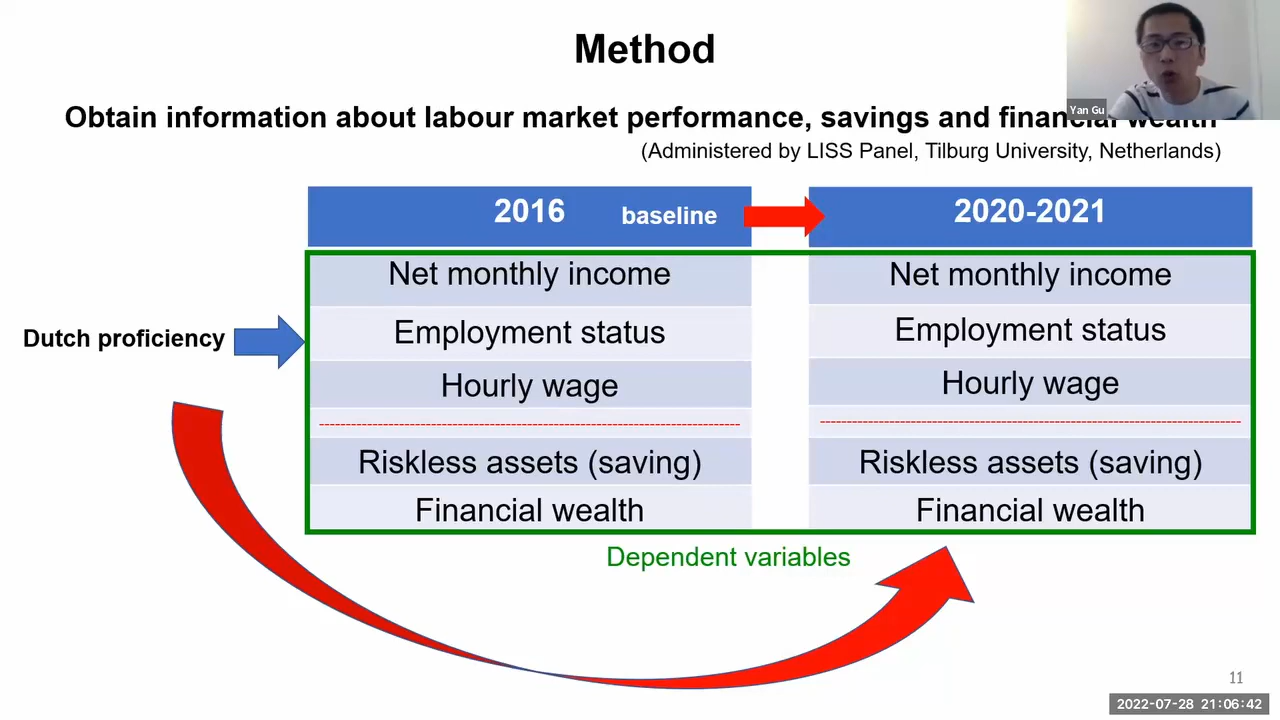 Method
Yan Gu
Obtain information about labour market performance, savings and financial wealth
(Administered by LISS Panel, Tilburg University, Netherlands)
2016 baseline
2020-2021
Dutch proficiency
Net monthly income
Employment status
Hourly wage
Riskless assets (saving)
Financial wealth
Net monthly income
Employment status
Hourly wage
Riskless assets (saving)
Financial wealth
Dependent variables
11
2022-07-28 21:06:42